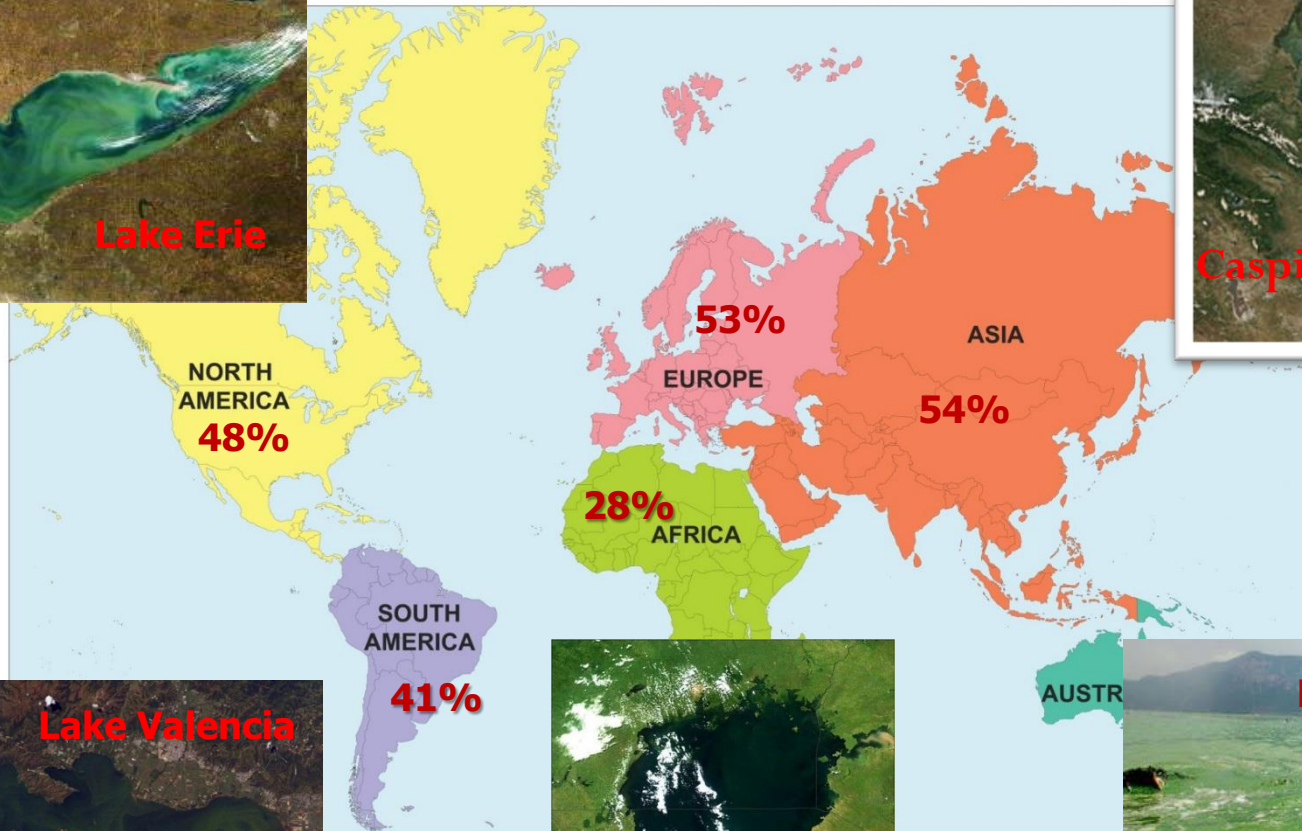 Lake Erie
NORTH
AMERICA
48%
53%
EUROPE
ASIA
54%
28%
AFRICA
SOUTH
AMERICA
41%
Lake Valencia
Caspi
AUSTR